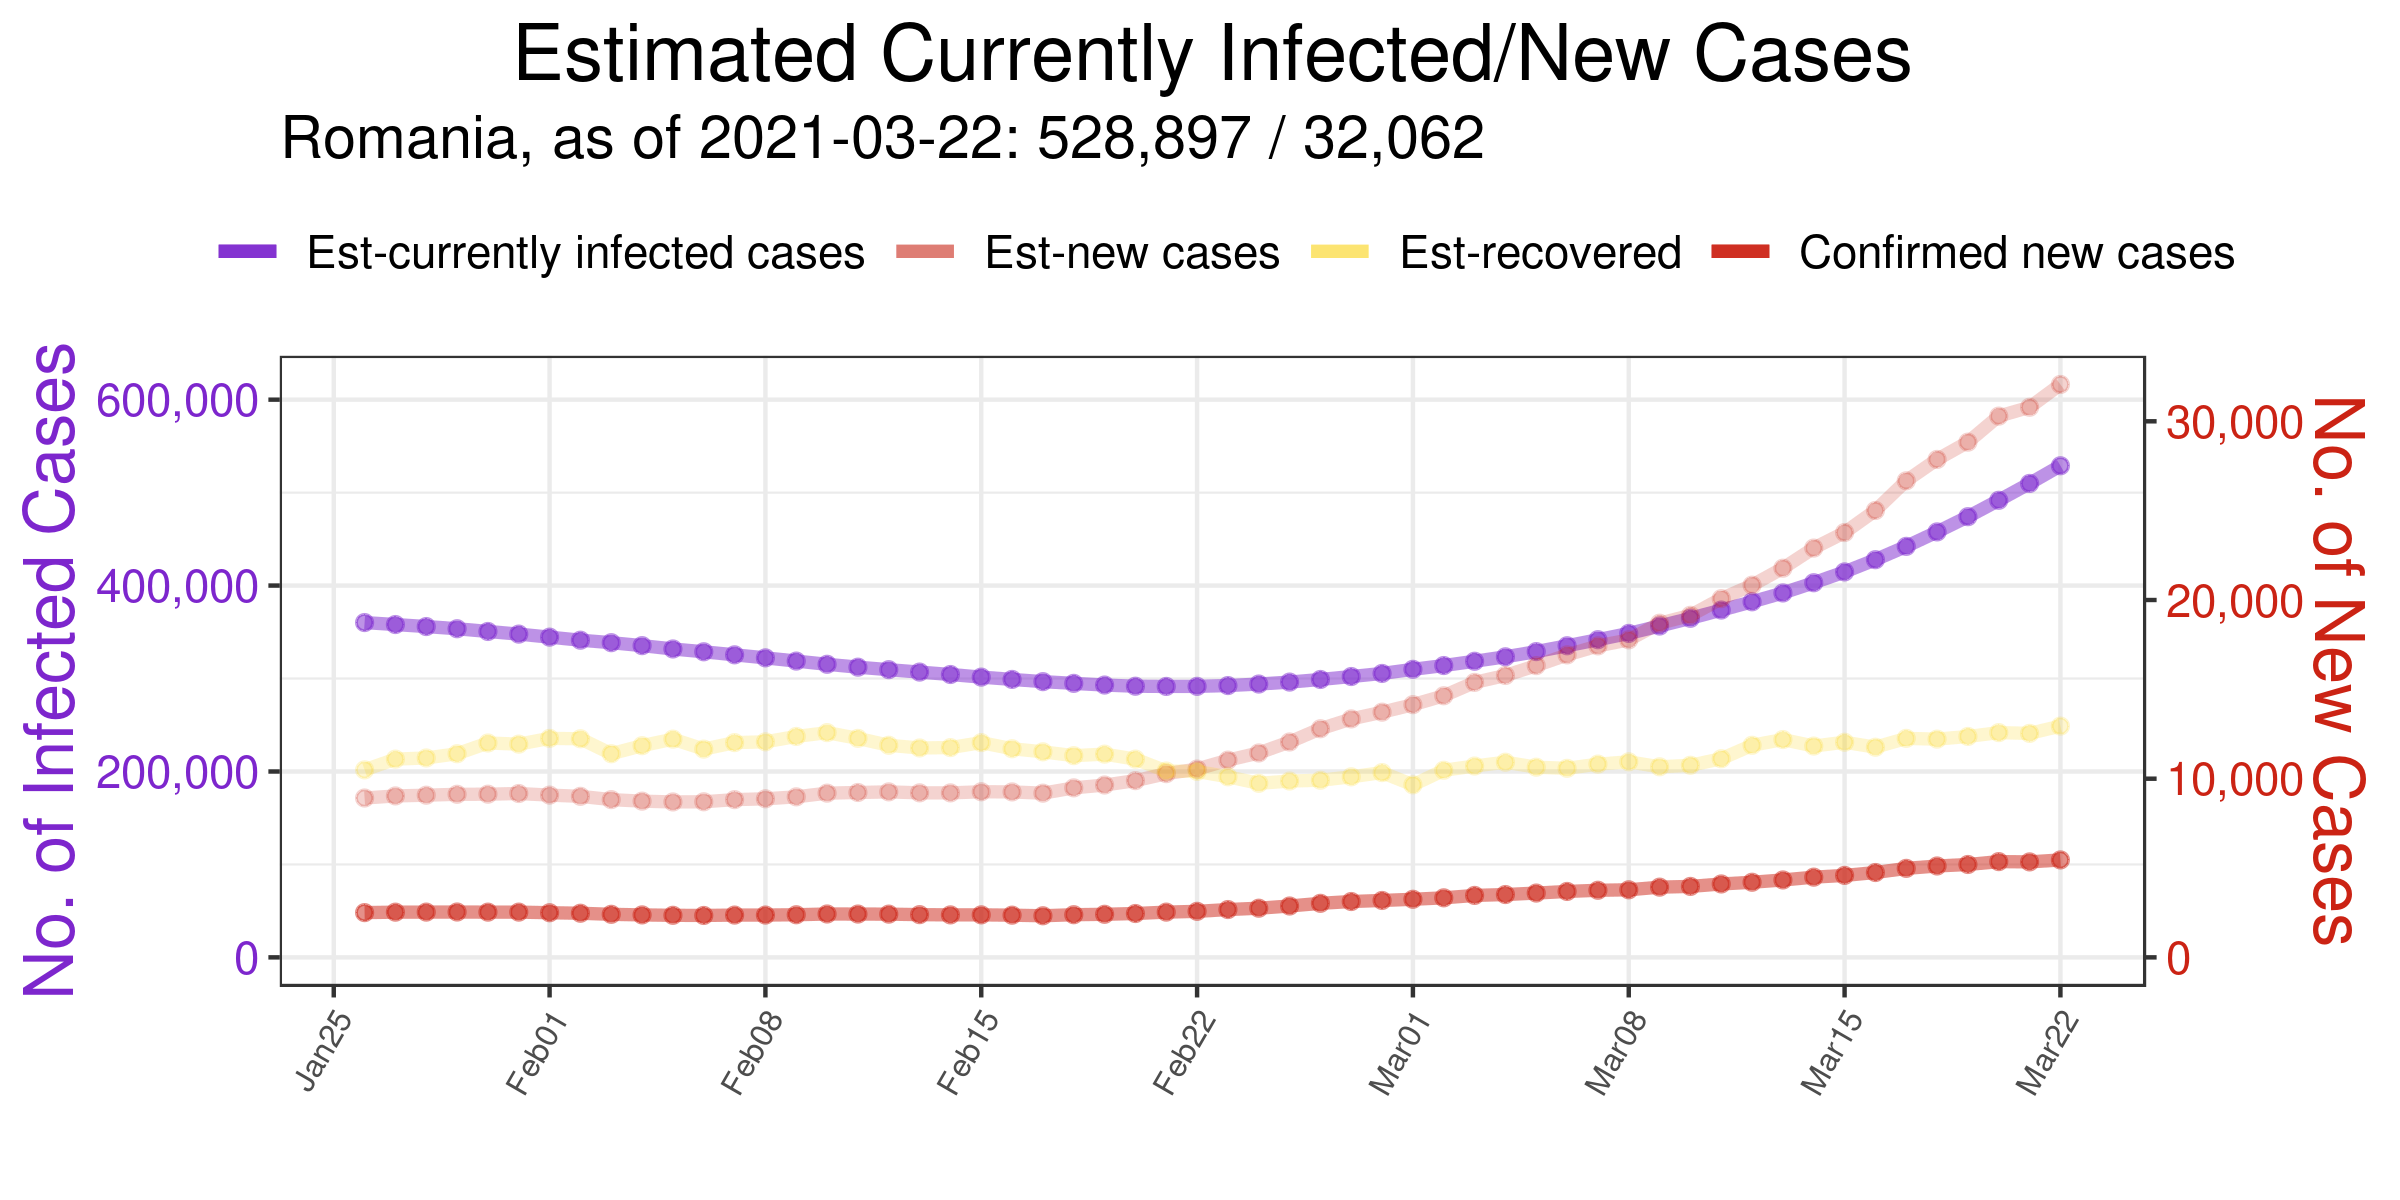 Estimated Currently Infected/New Cases
Romania, as of 2021-03-22: 528,897 / 32,062
Est-currently infected cases
Est-new cases
Est-recovered
Confirmed new cases
No. of Infected Cases
600,000
400,000
200,000
0
30,000
20,000
10,000
0
No. of New Cases
Jan25
Feb01
Feb08
Feb15
Feb22
Mar01
Mar08
Mar15
Mar22